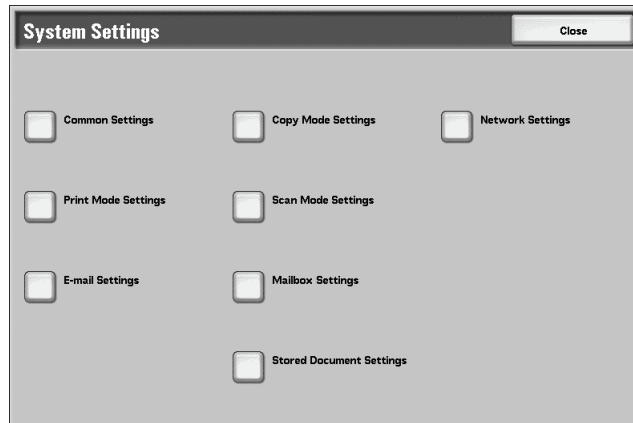 System Settings
Close
Common Settings
Copy Mode Settings
Network Settings
Print Mode Settings
Scan Mode Settings
E-mail Settings
Mailbox Settings
Stored Document Settings